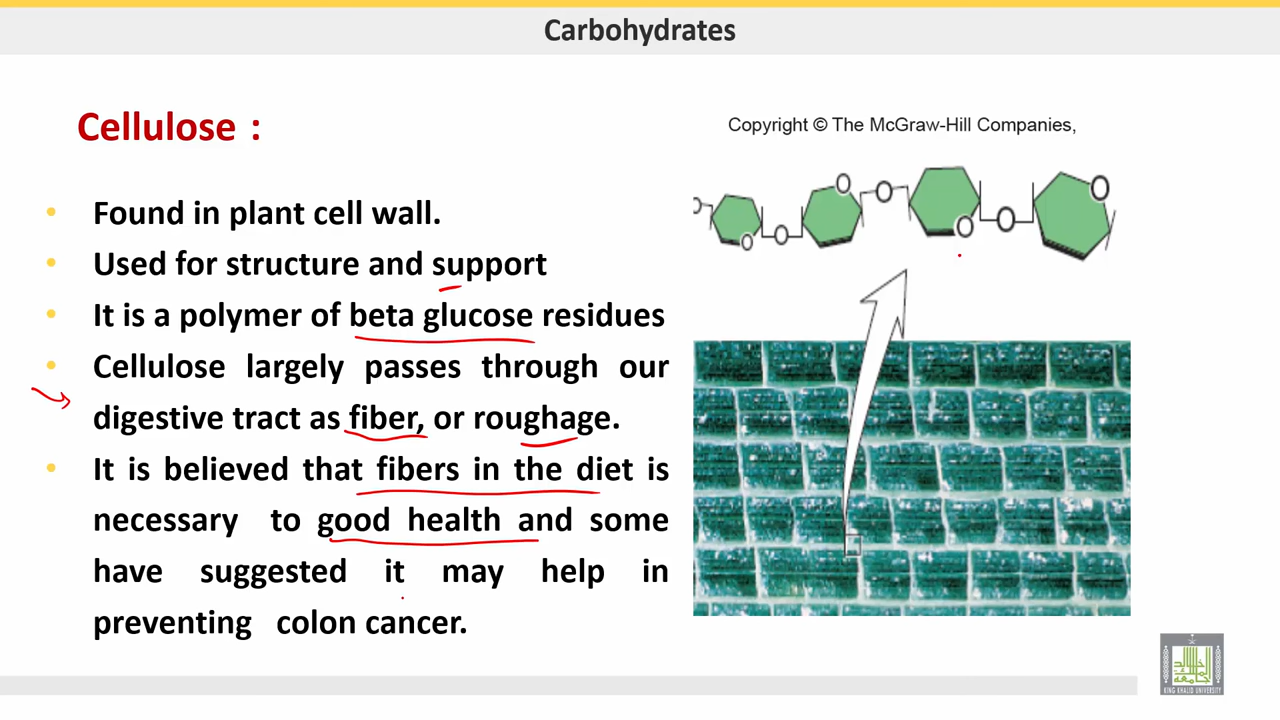 Carbohydrates
Cellulose :
• Found in plant cell wall.
• Used for structure and support
• It is a polymer of beta glucose residues
• Cellulose largely passes through our
digestive tract as fiber, or roughage.
• It is believed that fibers in the diet is
necessary to good health and some
have suggested it may help in
preventing colon cancer.
Copyright © The McGraw-Hill Companies,
O O O O O O O O
KING KHALID UNIVERSITY